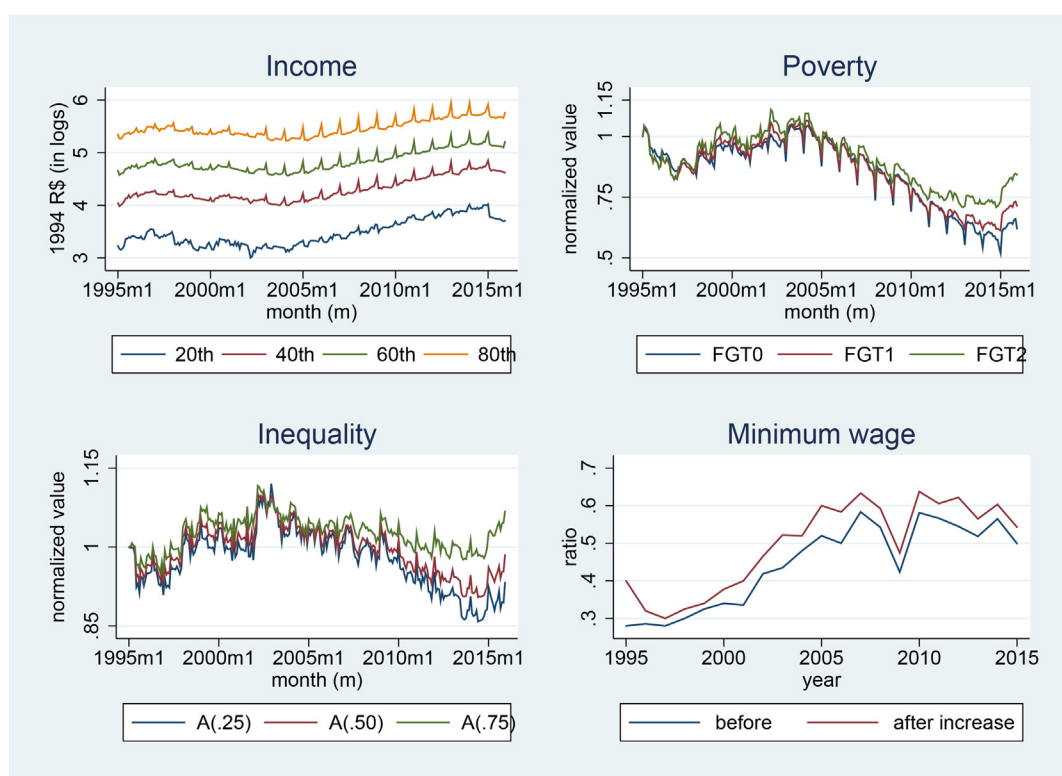 Income
1994 R$ (in logs)
6
5
4
3
1995m1 2000m1 2005m1 2010m1 2015m1
month (m)
20th 40th 60th 80th
Poverty
normalized value
1.15
1
.75
.5
1995m1 2000m1 2005m1 2010m1 2015m1
month (m)
FGT0 FGT1 FGT2
Inequality
normalized value
1.15
1
.85
1995m1 2000m1 2005m1 2010m1 2015m1
month (m)
A(.25) A(.50) A(.75)
Minimum wage
ratio
.7
.6
.5
.4
.3
1995 2000 2005 2010 2015
year
before after increase